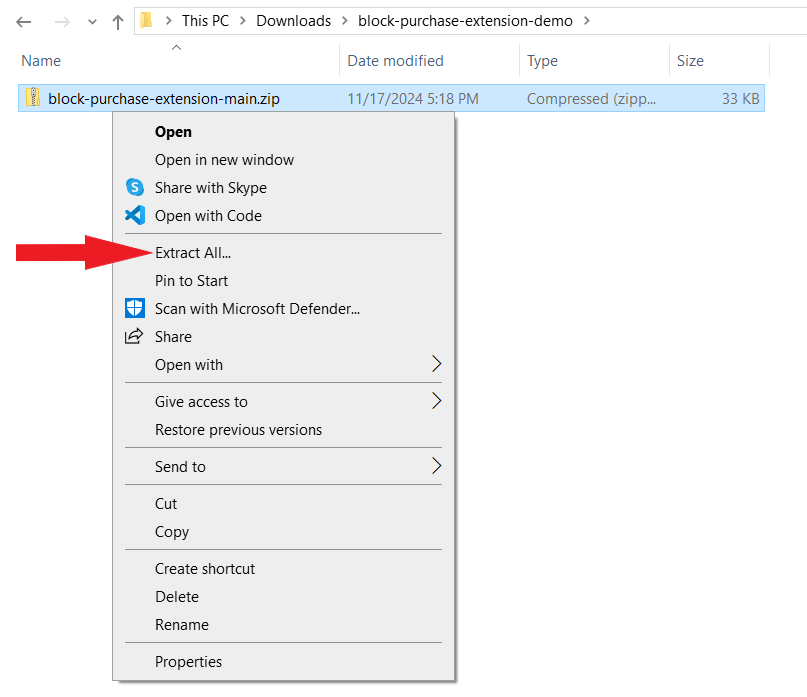 This PC > Downloads > block-purchase-extension-demo >
Name Date modified Type Size
block-purchase-extension-main.zip 11/17/2024 5:18 PM Compressed (zipp... 33 KB
Open
Open in new window
Share with Skype
Open with Code
Extract All...
Pin to Start
Scan with Microsoft Defender...
Share
Open with
Give access to
Restore previous versions
Send to
Cut
Copy
Create shortcut
Delete
Rename
Properties